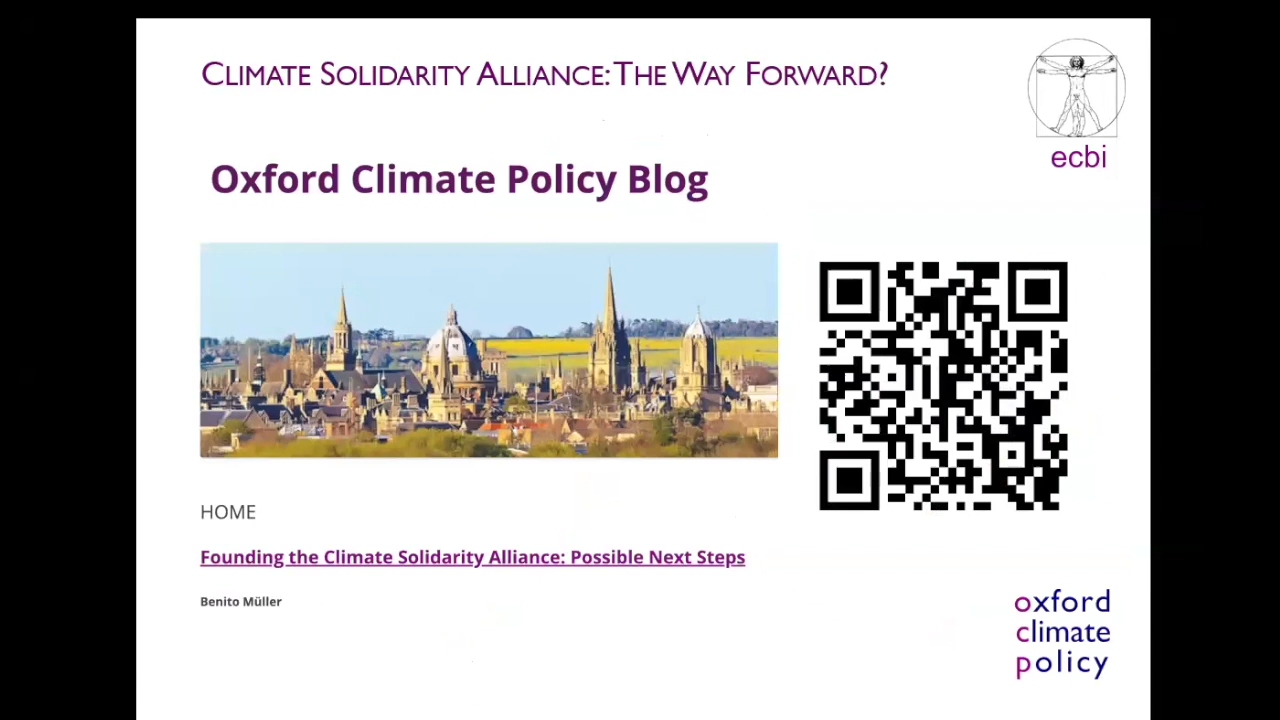 CLIMATE SOLIDARITY ALLIANCE: THE WAY FORWARD?
ecbi
Oxford Climate Policy Blog
HOME
Founding the Climate Solidarity Alliance: Possible Next Steps
Benito Müller
oxford
climate
policy